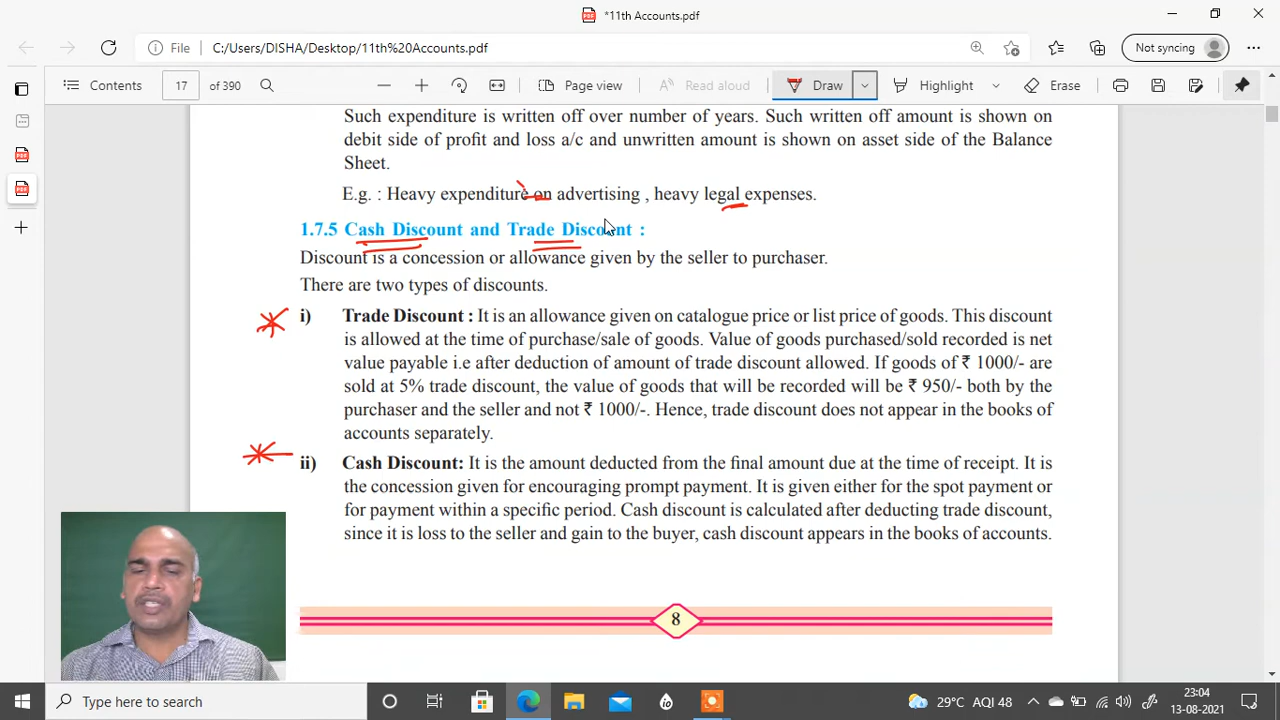 *11th Accounts.pdf
File C:/Users/DISHA/Desktop/11th%20Accounts.pdf
Not syncing
Contents 17 of 390 Page view Read aloud Draw Highlight Erase
Such expenditure is written off over number of years. Such written off amount is shown on
debit side of profit and loss a/c and unwritten amount is shown on asset side of the Balance
Sheet.
E.g. : Heavy expenditure on advertising , heavy legal expenses.
1.7.5 Cash Discount and Trade Discount :
Discount is a concession or allowance given by the seller to purchaser.
There are two types of discounts.
i) Trade Discount : It is an allowance given on catalogue price or list price of goods. This discount
is allowed at the time of purchase/sale of goods. Value of goods purchased/sold recorded is net
value payable i.e after deduction of amount of trade discount allowed. If goods of ₹ 1000/- are
sold at 5% trade discount, the value of goods that will be recorded will be ₹ 950/- both by the
purchaser and the seller and not ₹ 1000/-. Hence, trade discount does not appear in the books of
accounts separately.
ii) Cash Discount: It is the amount deducted from the final amount due at the time of receipt. It is
the concession given for encouraging prompt payment. It is given either for the spot payment or
for payment within a specific period. Cash discount is calculated after deducting trade discount,
since it is loss to the seller and gain to the buyer, cash discount appears in the books of accounts.
8
Type here to search
29°C AQI 48
23:04
13-08-2021